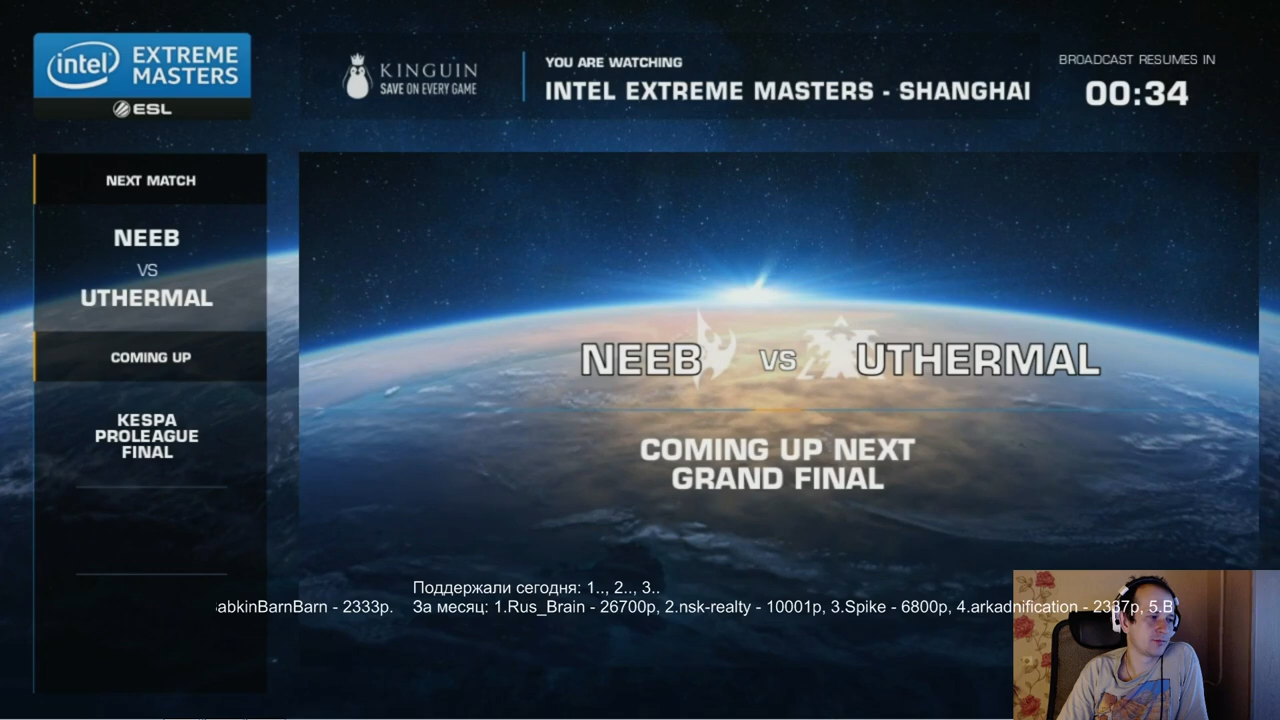 intel EXTREME
MASTERS
ESL
KINGUIN
SAVE ON EVERY GAME
YOU ARE WATCHING
INTEL EXTREME MASTERS - SHANGHAI
BROADCAST RESUMES IN
00:34
NEXT MATCH
NEEB
VS
UTHERMAL
COMING UP
KESPA
PROLEAGUE
FINAL
NEEB VS UTHERMAL
COMING UP NEXT
GRAND FINAL
Поддержали сегодня: 1.., 2.., 3..
abkinBarnBarn - 2333р. За месяц: 1.Rus_Brain - 26700р, 2.nsk-realty - 10001р, 3.Spike - 6800р, 4.arkadnification - 2337р, 5.B